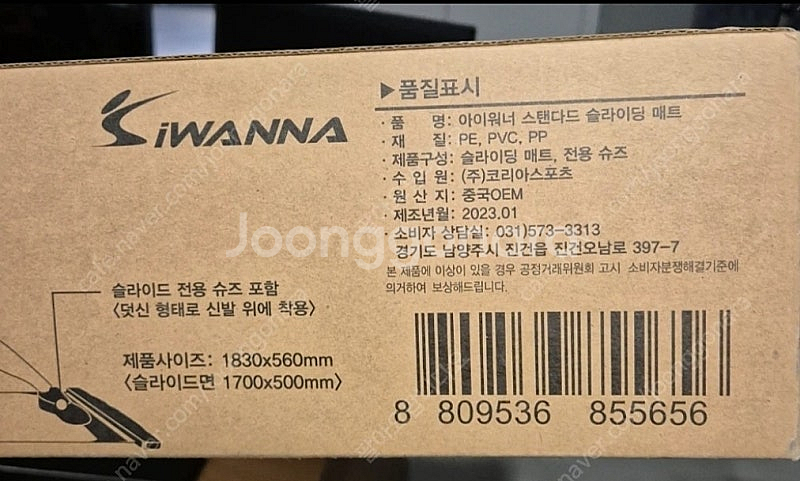 iWANNA
▶품질표시
· 품 명: 아이워너 스탠다드 슬라이딩 매트
· 재 질: PE, PVC, PP
· 제품구성: 슬라이딩 매트, 전용 슈즈
· 수 입 원: (주)코리아스포츠
· 원 산 지: 중국OEM
· 제조년월: 2023.01
· 소비자 상담실: 031)573-3313
경기도 남양주시 진건읍 진건오남로 397-7
본 제품에 이상이 있을 경우 공정거래위원회 고시 소비자분쟁해결기준에
의거하여 보상해드립니다.
슬라이드 전용 슈즈 포함
<덧신 형태로 신발 위에 착용>
제품사이즈: 1830x560mm
<슬라이드면 1700x500mm>
8 809536 855656